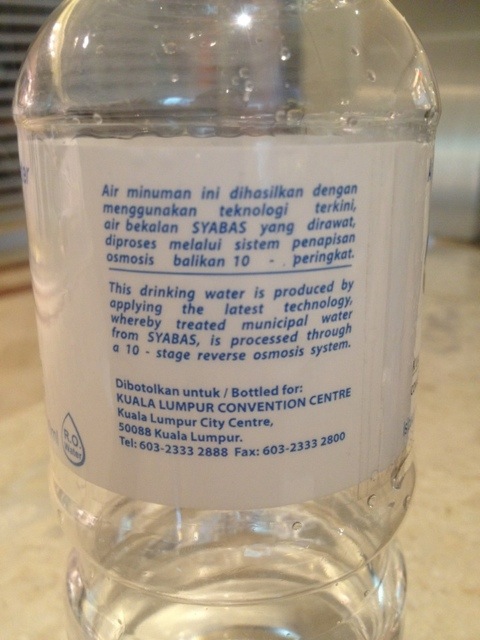 Air minuman ini dihasilkan dengan
menggunakan teknologi terkini,
air bekalan SYABAS yang dirawat,
diproses melalui sistem penapisan
osmosis balikan 10 - peringkat.
This drinking water is produced by
applying the latest technology,
whereby treated municipal water
from SYABAS, is processed through
a 10 - stage reverse osmosis system.
Dibotolkan untuk / Bottled for:
KUALA LUMPUR CONVENTION CENTRE
Kuala Lumpur City Centre,
50088 Kuala Lumpur.
Tel: 603-2333 2888 Fax: 603-2333 2800
R.O.
Water